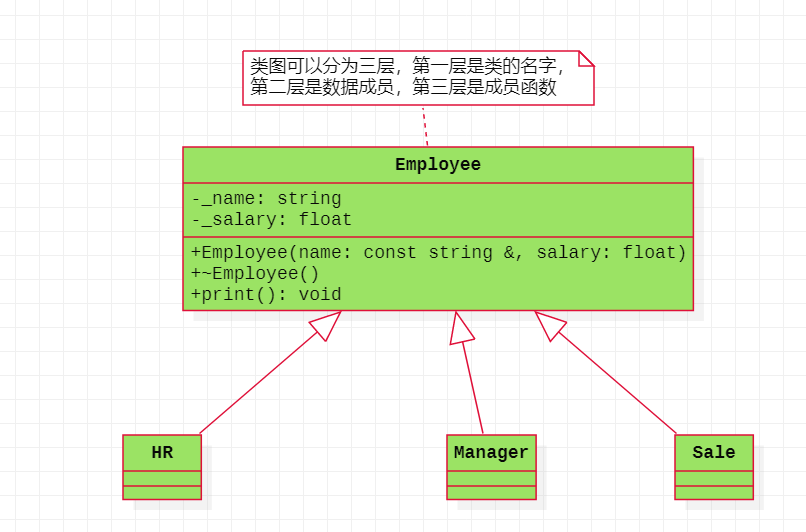 类图可以分为三层，第一层是类的名字，
第二层是数据成员，第三层是成员函数
Employee
-_name: string
-_salary: float
+Employee(name: const string &, salary: float)
+~Employee()
+print(): void
HR
Manager
Sale